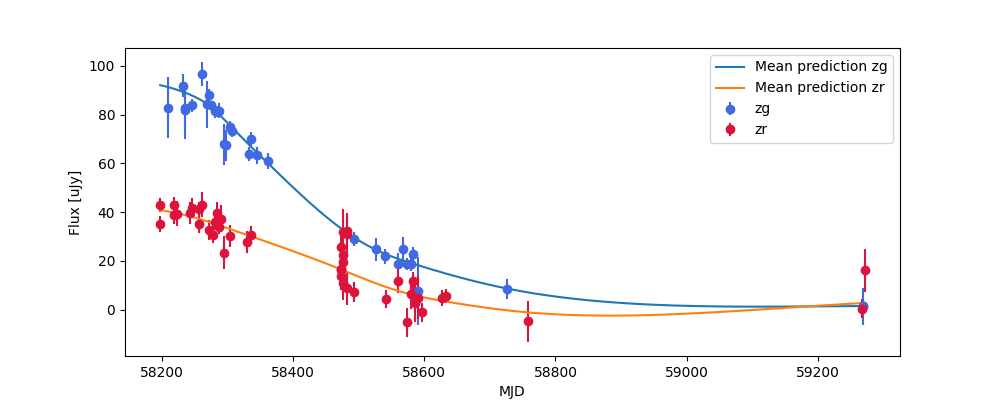 Flux [uJy]
100
80
60
40
20
0
58200 58400 58600 58800 59000 59200
MJD
Mean prediction zg
Mean prediction zr
zg
zr